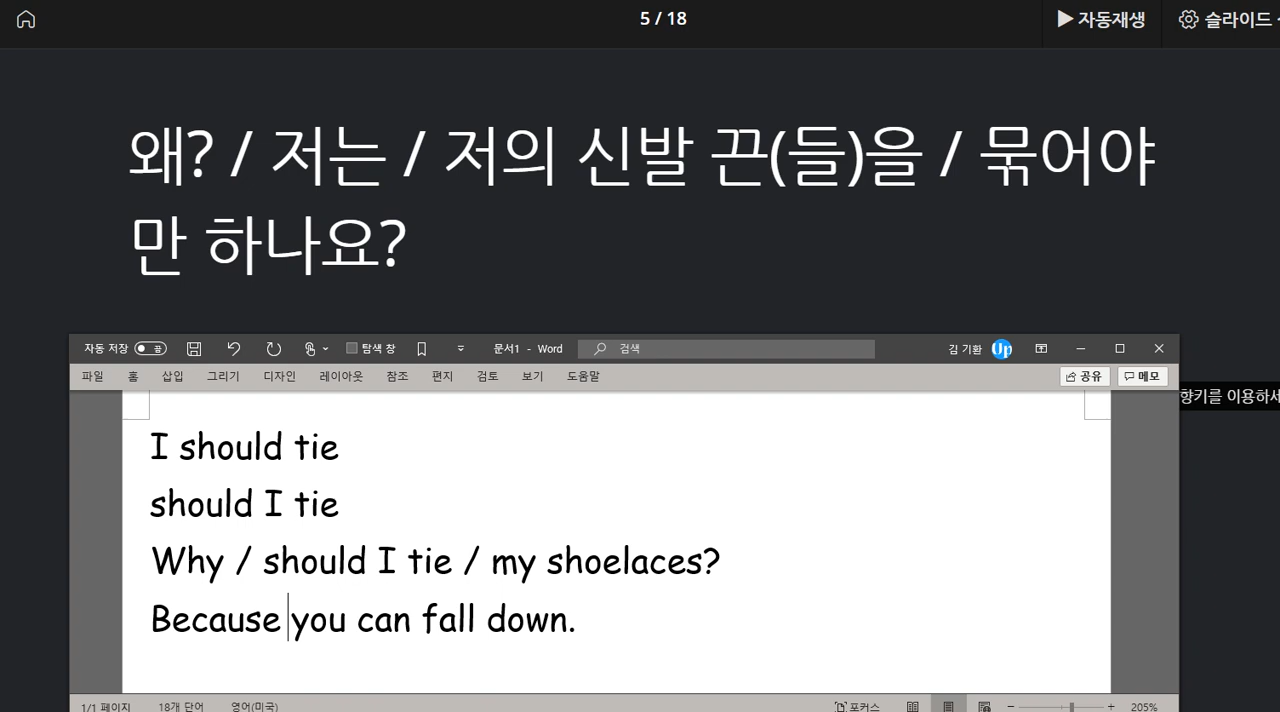 5 / 18
▶ 자동재생
슬라이드
왜? / 저는 / 저의 신발 끈(들)을 / 묶어야
만 하나요?
자동 저장 끔
탐색 창
문서1 - Word
검색
김 기환
Up
파일 홈 삽입 그리기 디자인 레이아웃 참조 편지 검토 보기 도움말
공유
메모
향키를 이용하세
I should tie
should I tie
Why / should I tie / my shoelaces?
Because you can fall down.
1/1 페이지 18개 단어 영어(미국)
포커스
205%